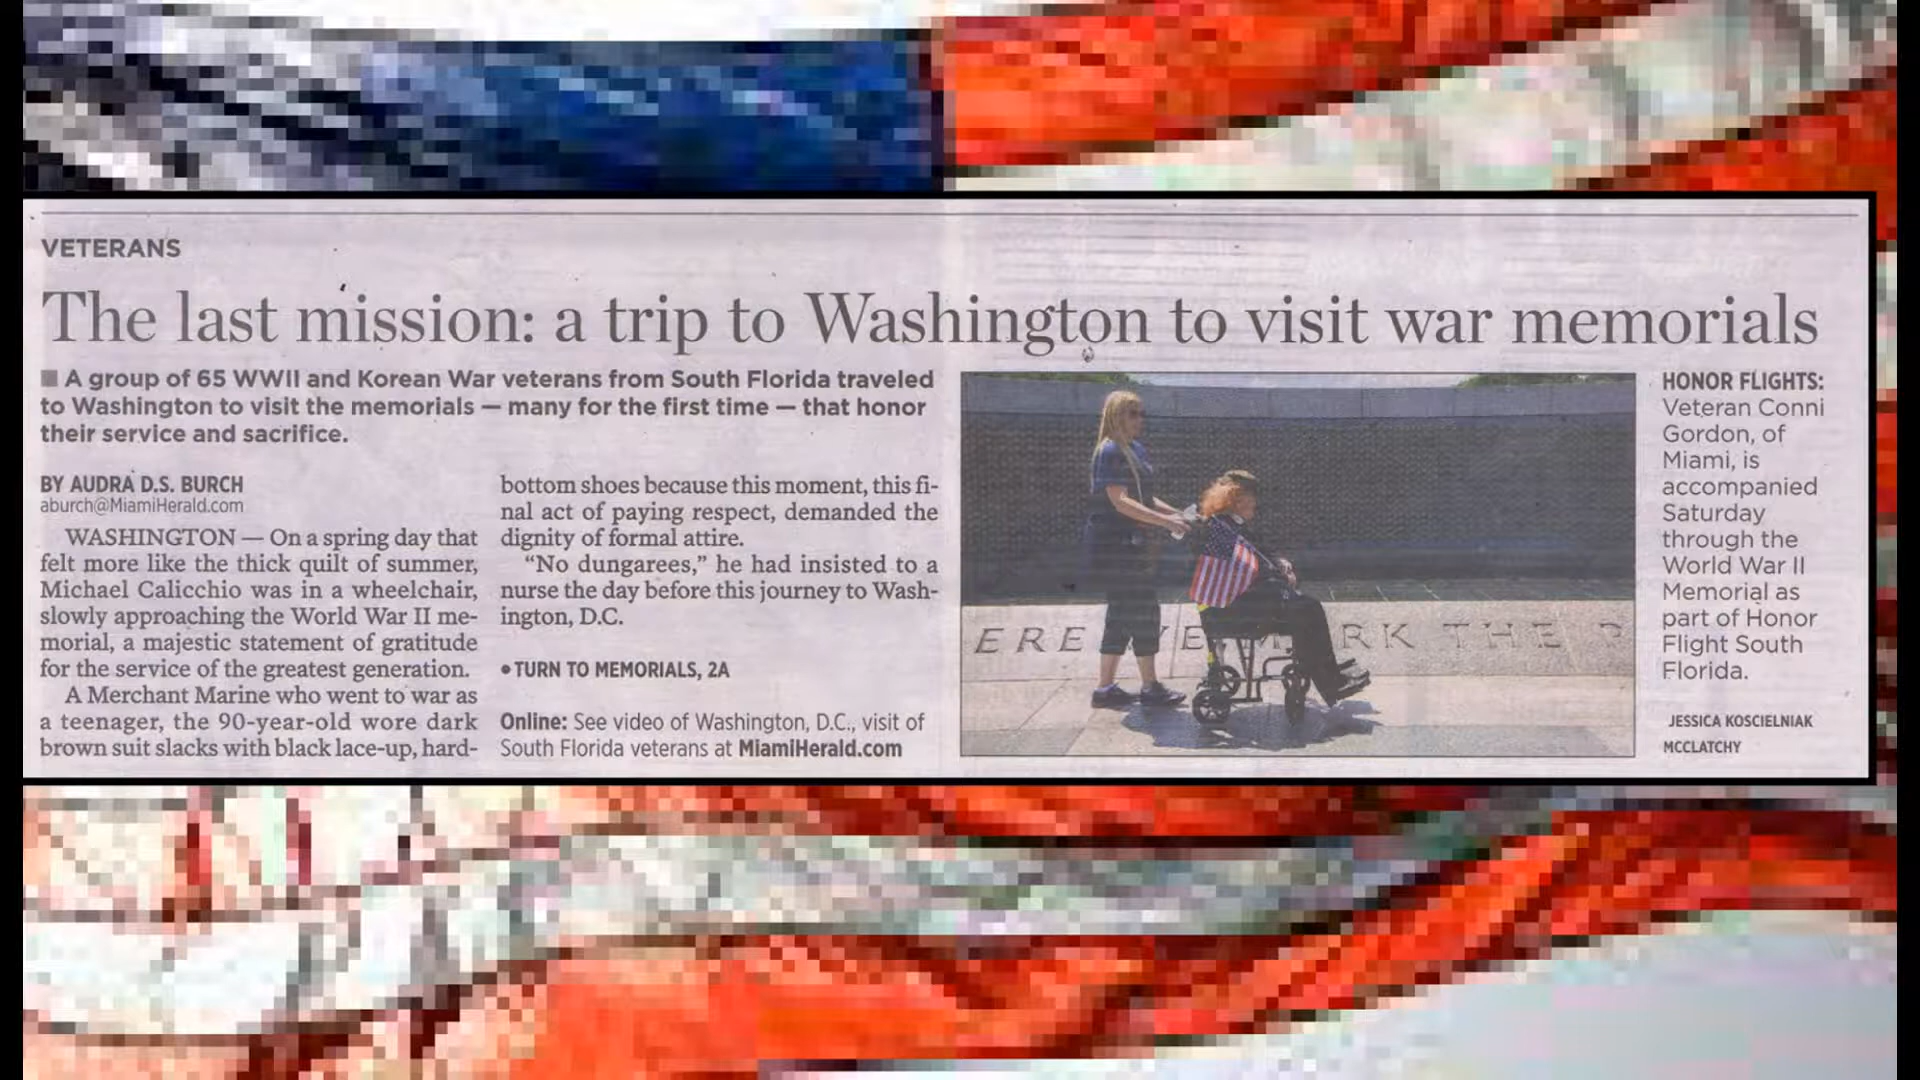 VETERANS
The last mission: a trip to Washington to visit war memorials
■ A group of 65 WWII and Korean War veterans from South Florida traveled
to Washington to visit the memorials — many for the first time — that honor
their service and sacrifice.
BY AUDRA D.S. BURCH
aburch@MiamiHerald.com
WASHINGTON — On a spring day that
felt more like the thick quilt of summer,
Michael Calicchio was in a wheelchair,
slowly approaching the World War II me-
morial, a majestic statement of gratitude
for the service of the greatest generation.
A Merchant Marine who went to war as
a teenager, the 90-year-old wore dark
brown suit slacks with black lace-up, hard-
bottom shoes because this moment, this fi-
nal act of paying respect, demanded the
dignity of formal attire.
“No dungarees,” he had insisted to a
nurse the day before this journey to Wash-
ington, D.C.
• TURN TO MEMORIALS, 2A
Online: See video of Washington, D.C., visit of
South Florida veterans at MiamiHerald.com
ERE WE MARK THE P
HONOR FLIGHTS:
Veteran Conni
Gordon, of
Miami, is
accompanied
Saturday
through the
World War II
Memorial as
part of Honor
Flight South
Florida.
JESSICA KOSCIELNIAK
MCCLATCHY